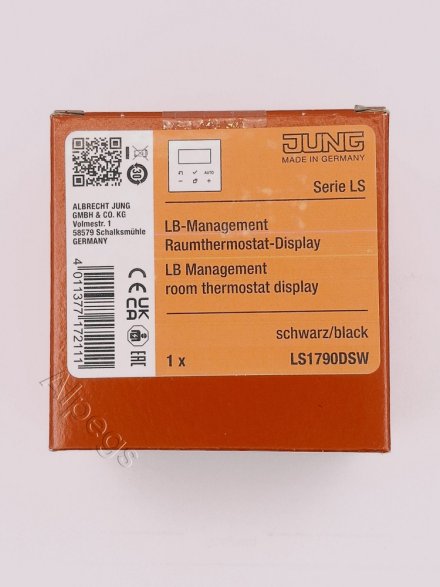 JUNG
MADE IN GERMANY
AUTO
Serie LS
ALBRECHT JUNG
GMBH & CO. KG
Volmestr. 1
58579 Schalksmühle
GERMANY
LB-Management
Raumthermostat-Display
LB Management
room thermostat display
CE
UK
CA
EAC
schwarz/black
1 x
LS1790DSW
4 011377 172111
Alpegs